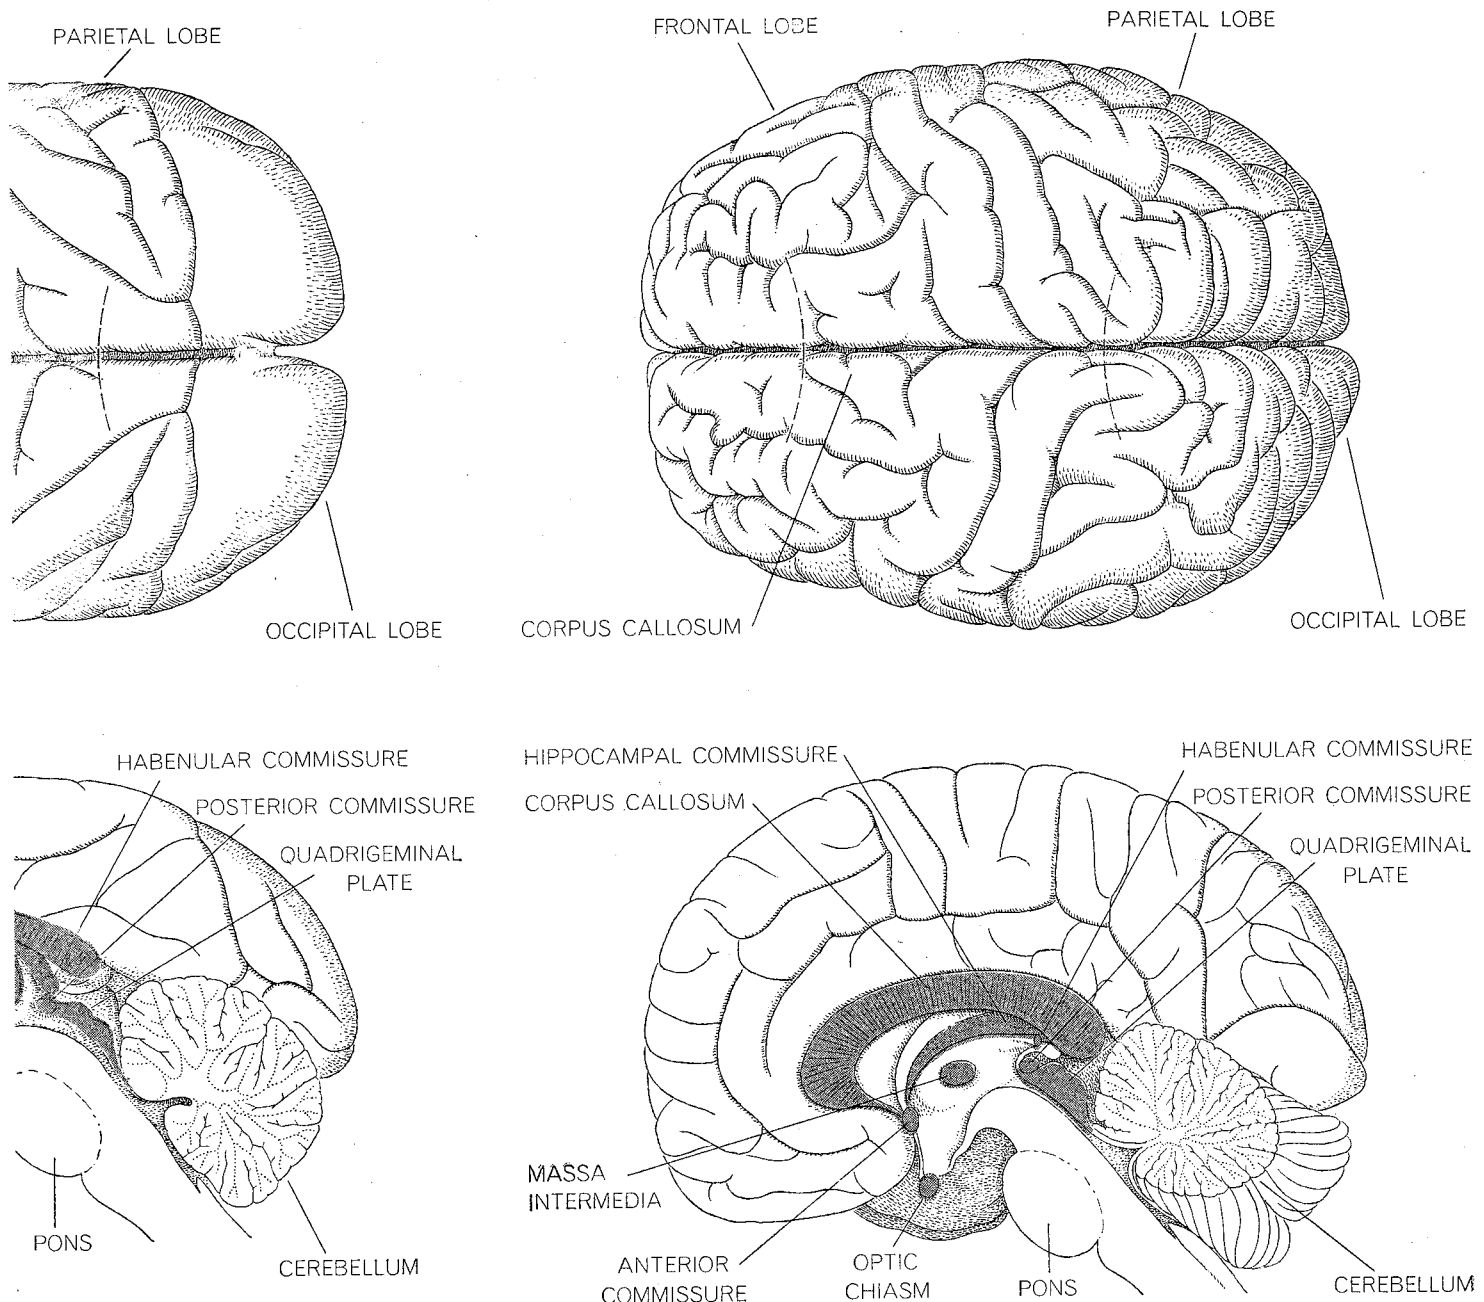 PARIETAL LOBE
OCCIPITAL LOBE
FRONTAL LOBE
PARIETAL LOBE
CORPUS CALLOSUM
OCCIPITAL LOBE
HABENULAR COMMISSURE
POSTERIOR COMMISSURE
QUADRIGEMINAL
PLATE
PONS
CEREBELLUM
HIPPOCAMPAL COMMISSURE
CORPUS CALLOSUM
HABENULAR COMMISSURE
POSTERIOR COMMISSURE
QUADRIGEMINAL
PLATE
MASSA
INTERMEDIA
ANTERIOR
COMMISSURE
OPTIC
CHIASM
PONS
CEREBELLUM